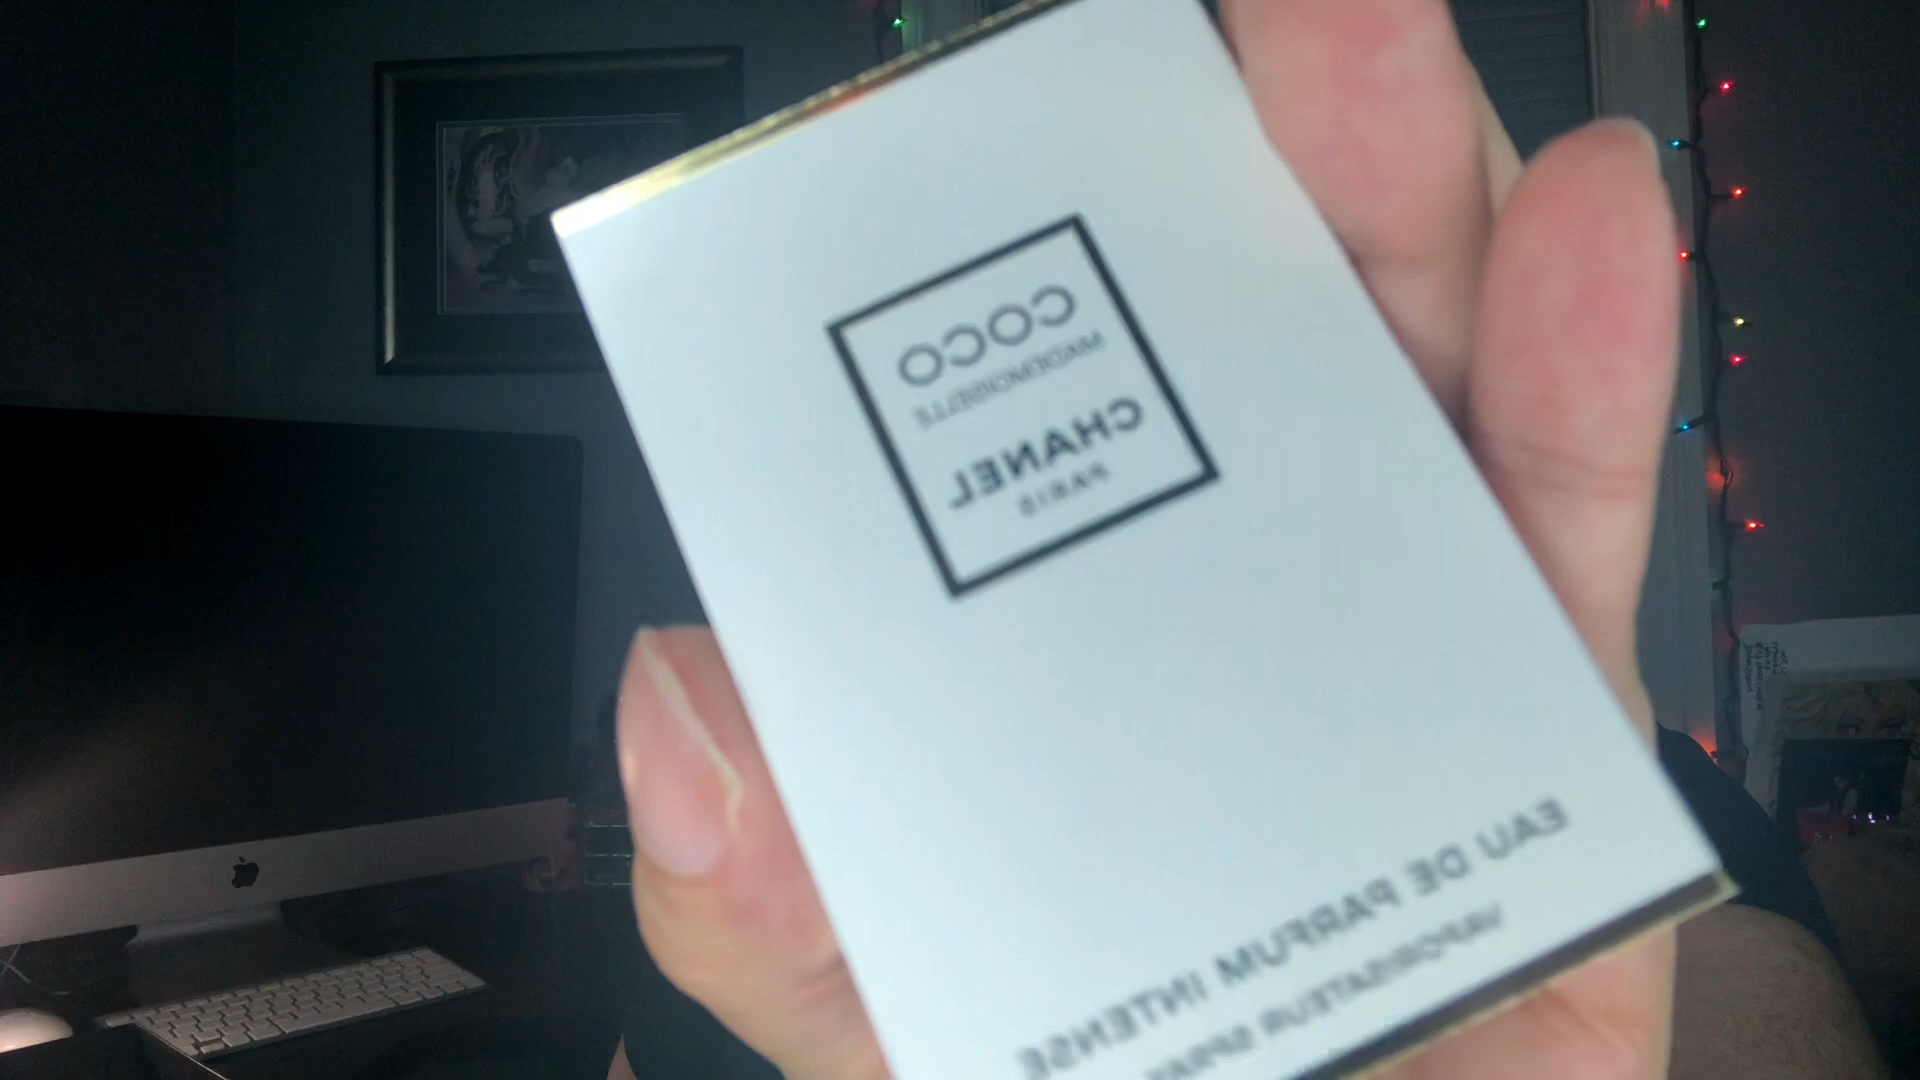 COCO
MADEMOISELLE
CHANEL
PARIS
EAU DE PARFUM INTENSE
VAPORISATEUR SPRAY